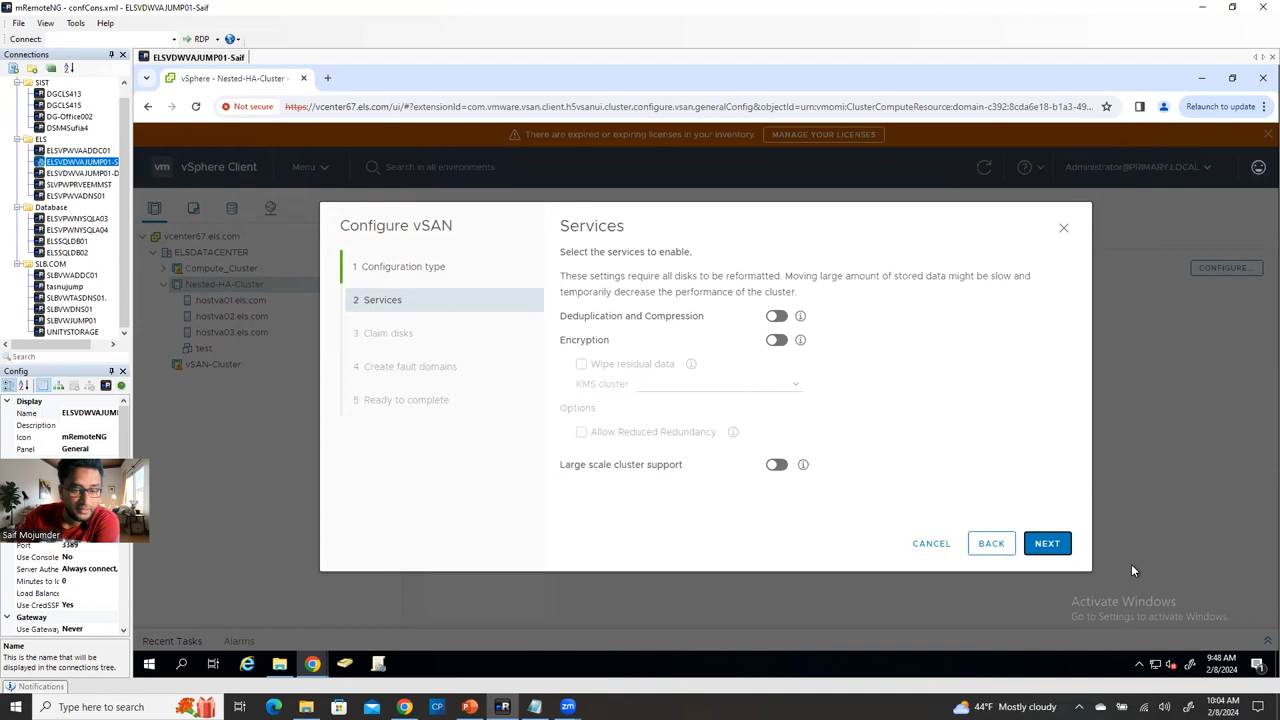 mRemoteNG - confCons.xml - ELSVDWVAJUMP01-Saif
File View Tools Help
Connect: RDP
Connections
ELSVDWVAJUMP01-Saif
SIST
DGCLS413
DGCLS415
DG-Office002
DSM4Sufia4
ELS
ELSVPWVAADDC01
ELSVDWVAJUMP01-S
ELSVDWVAJUMP01-D
SLVPWPRVEEMMST
ELSVPWVADNS01
Database
ELSVPWNYSQLA03
ELSVPWNYSQLA04
ELSSQLDB01
ELSSQLDB02
SLB.COM
SLBVWADDC01
tasnujump
SLBVWTASDNS01.
SLBVWDNS01
SLBVWJUMP01
UNITYSTORAGE
Search
Config
Display
Name ELSVDWVAJUMI
Description
Icon mRemoteNG
Panel General
Saif Mojumder
Port 3389
Use Console No
Server Authe Always connect,
Minutes to Ic 0
Load Balance
Use CredSSP Yes
Gateway
Use Gateway Never
Name
This is the name that will be
displayed in the connections tree.
Notifications
vSphere - Nested-HA-Cluster -
Not secure https://vcenter67.els.com/ui/#?extensionId=com.vmware.vsan.client.h5vsanui.cluster.configure.vsan.generalConfig&objectId=urn:vmomi:ClusterComputeResource:domain-c392:8cda6e18-b1a3-49...
Relaunch to update
There are expired or expiring licenses in your inventory. MANAGE YOUR LICENSES
vm vSphere Client Menu Search in all environments Administrator@PRIMARY.LOCAL
vcenter67.els.com
ELSDATACENTER
Compute_Cluster
Nested-HA-Cluster
hostva01.els.com
hostva02.els.com
hostva03.els.com
test
vSAN-Cluster
CONFIGURE...
Configure vSAN
1 Configuration type
2 Services
3 Claim disks
4 Create fault domains
5 Ready to complete
Services
Select the services to enable.
These settings require all disks to be reformatted. Moving large amount of stored data might be slow and
temporarily decrease the performance of the cluster.
Deduplication and Compression
Encryption
Wipe residual data
KMS cluster
Options
Allow Reduced Redundancy
Large scale cluster support
CANCEL BACK NEXT
Activate Windows
Go to Settings to activate Windows.
Recent Tasks Alarms
9:48 AM
2/8/2024
Type here to search
44°F Mostly cloudy
10:04 AM
2/8/2024